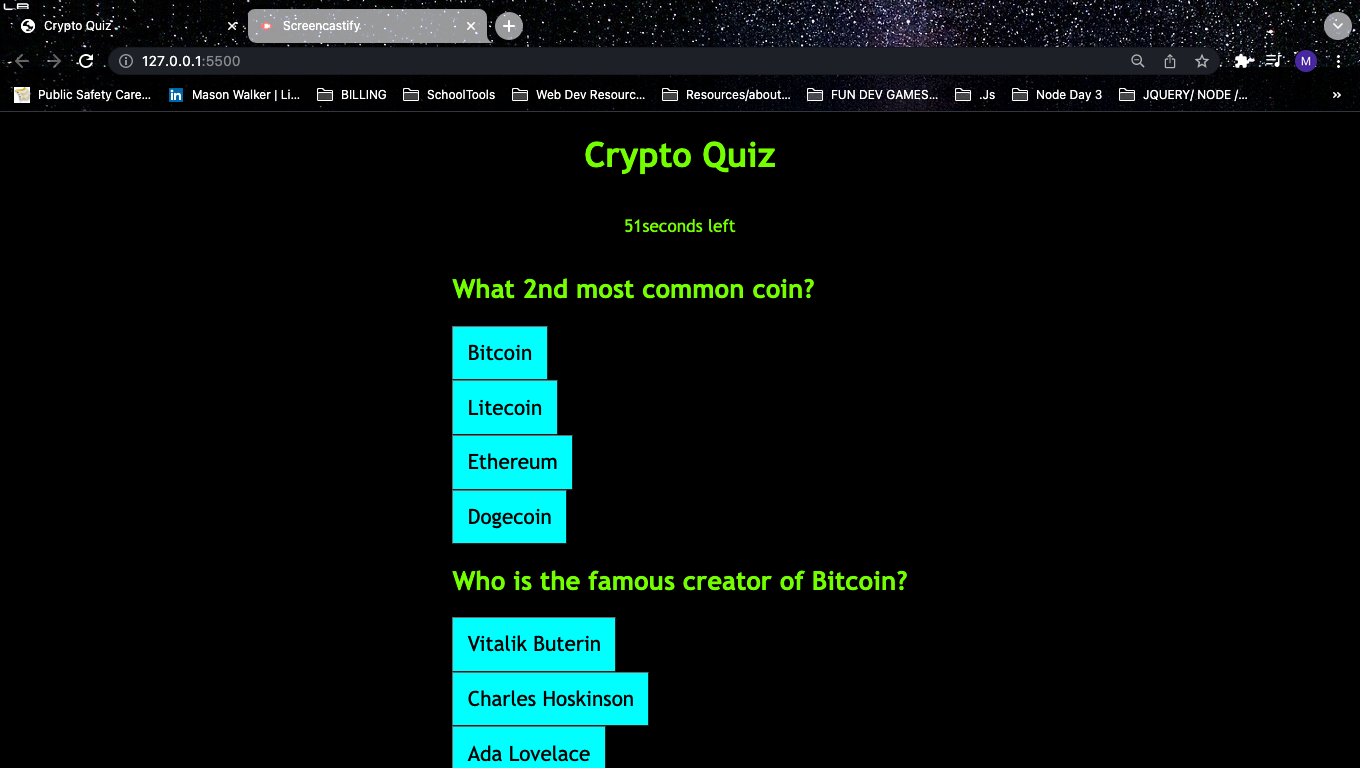 Crypto Quiz
Screencastify
127.0.0.1:5500
M
Public Safety Care...
in
Mason Walker | Li...
BILLING
SchoolTools
Web Dev Resourc...
Resources/about...
FUN DEV GAMES...
.Js
Node Day 3
JQUERY/ NODE /...
»
Crypto Quiz
51seconds left
What 2nd most common coin?
Bitcoin
Litecoin
Ethereum
Dogecoin
Who is the famous creator of Bitcoin?
Vitalik Buterin
Charles Hoskinson
Ada Lovelace